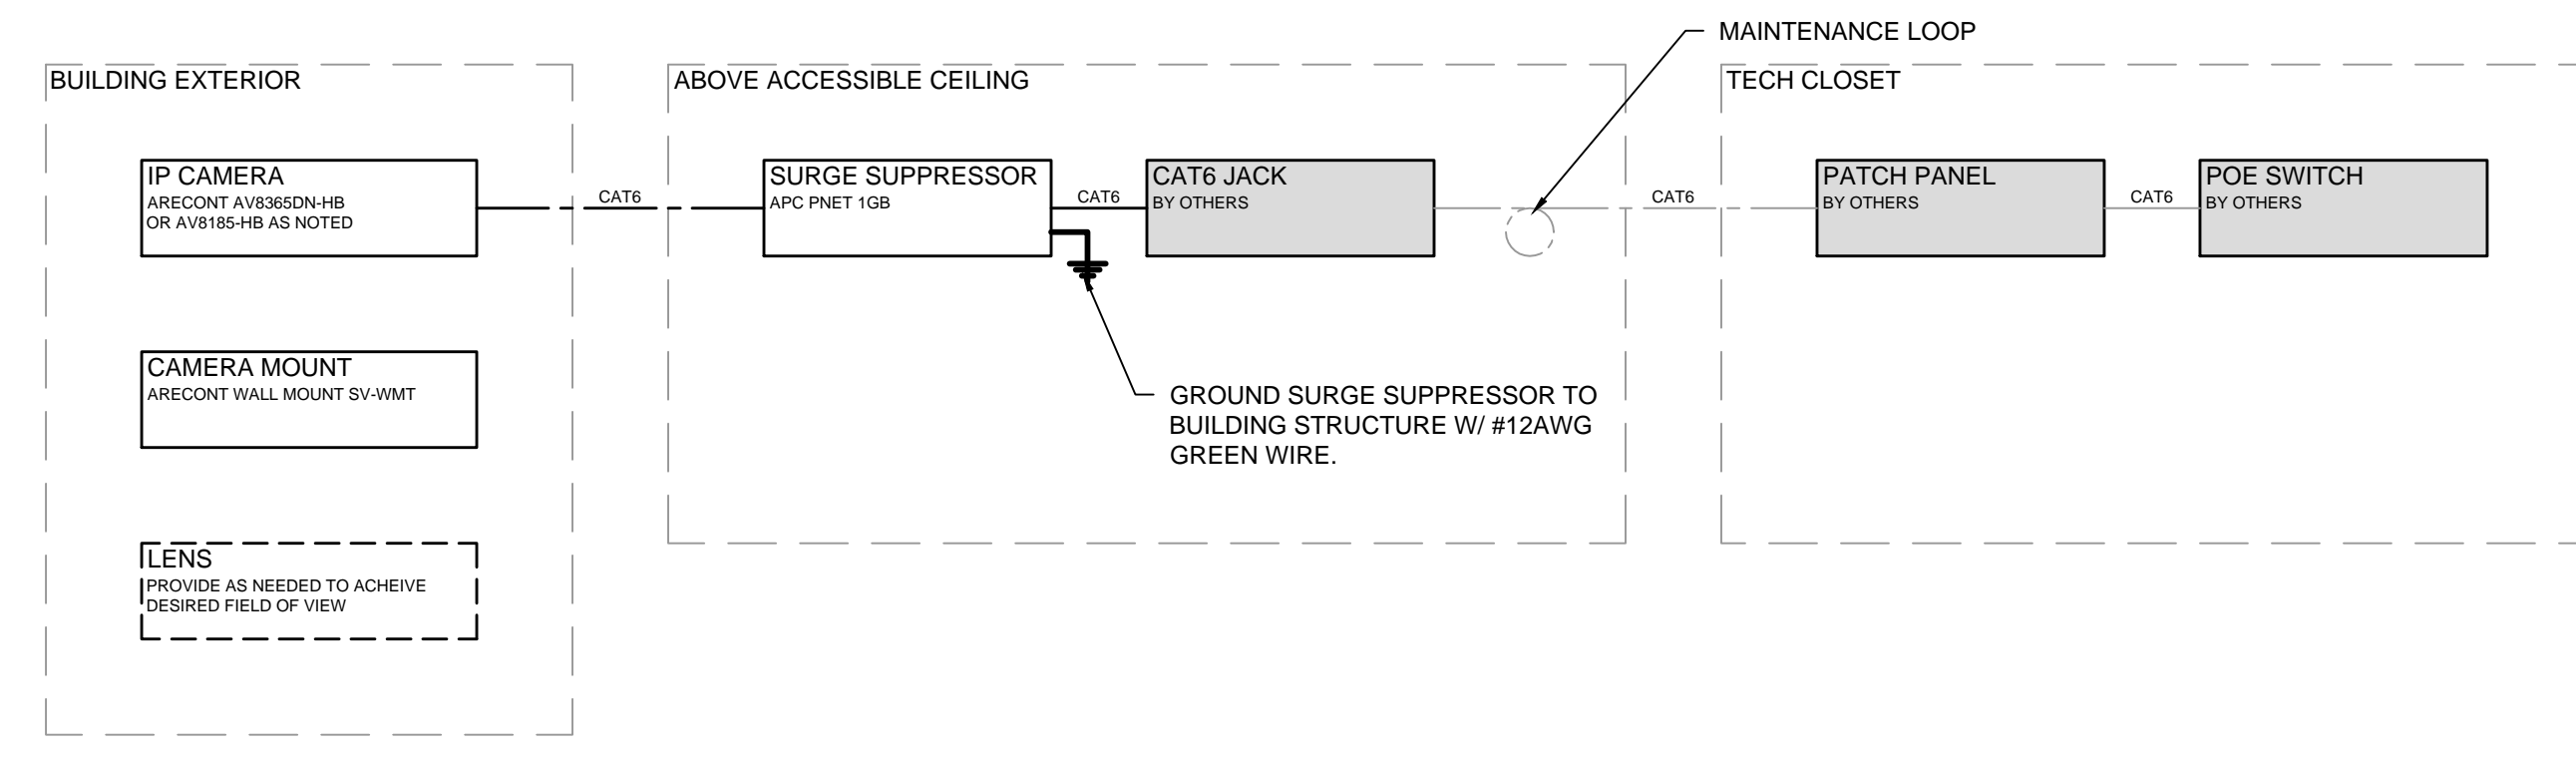 MAINTENANCE LOOP
BUILDING EXTERIOR
IP CAMERA
ARECONT AV8365DN-HB
OR AV8185-HB AS NOTED
CAT6
CAMERA MOUNT
ARECONT WALL MOUNT SV-WMT
LENS
PROVIDE AS NEEDED TO ACHEIVE
DESIRED FIELD OF VIEW
ABOVE ACCESSIBLE CEILING
SURGE SUPPRESSOR
APC PNET 1GB
CAT6
CAT6 JACK
BY OTHERS
GROUND SURGE SUPPRESSOR TO
BUILDING STRUCTURE W/ #12AWG
GREEN WIRE.
CAT6
TECH CLOSET
PATCH PANEL
BY OTHERS
CAT6
POE SWITCH
BY OTHERS